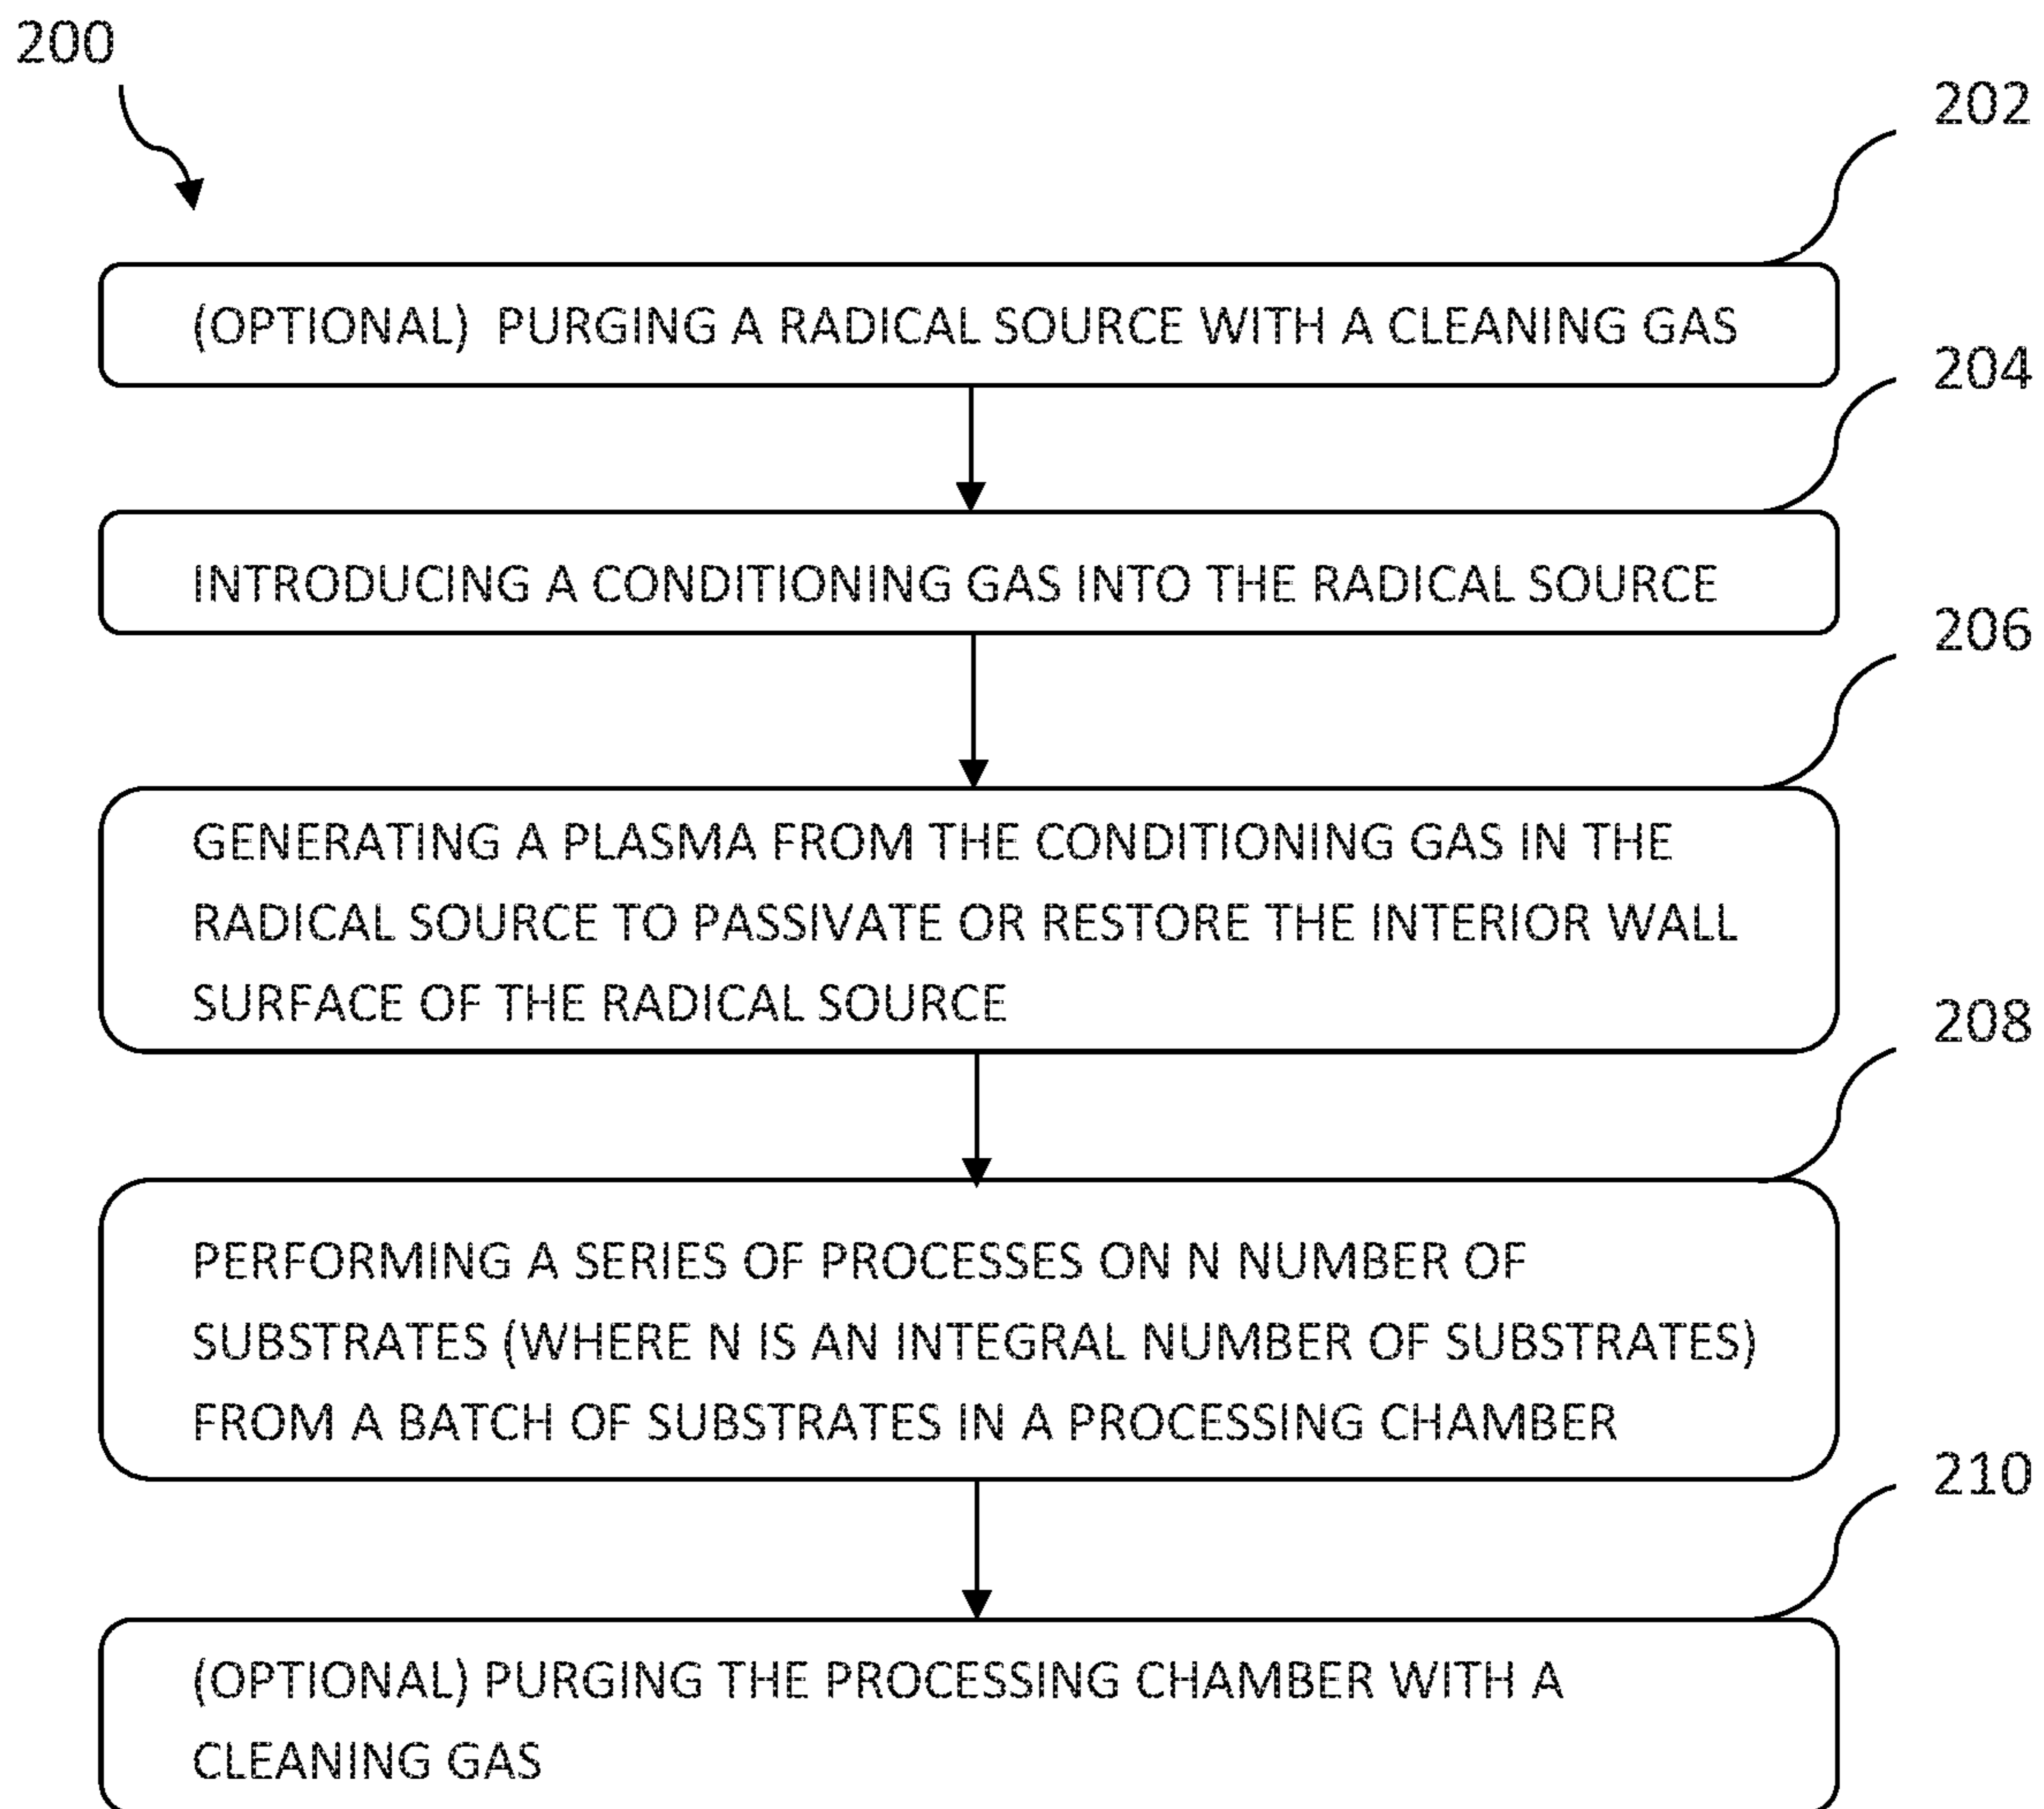 200
202
(OPTIONAL) PURGING A RADICAL SOURCE WITH A CLEANING GAS
204
INTRODUCING A CONDITIONING GAS INTO THE RADICAL SOURCE
206
GENERATING A PLASMA FROM THE CONDITIONING GAS IN THE
RADICAL SOURCE TO PASSIVATE OR RESTORE THE INTERIOR WALL
SURFACE OF THE RADICAL SOURCE
208
PERFORMING A SERIES OF PROCESSES ON N NUMBER OF
SUBSTRATES (WHERE N IS AN INTEGRAL NUMBER OF SUBSTRATES)
FROM A BATCH OF SUBSTRATES IN A PROCESSING CHAMBER
210
(OPTIONAL) PURGING THE PROCESSING CHAMBER WITH A
CLEANING GAS